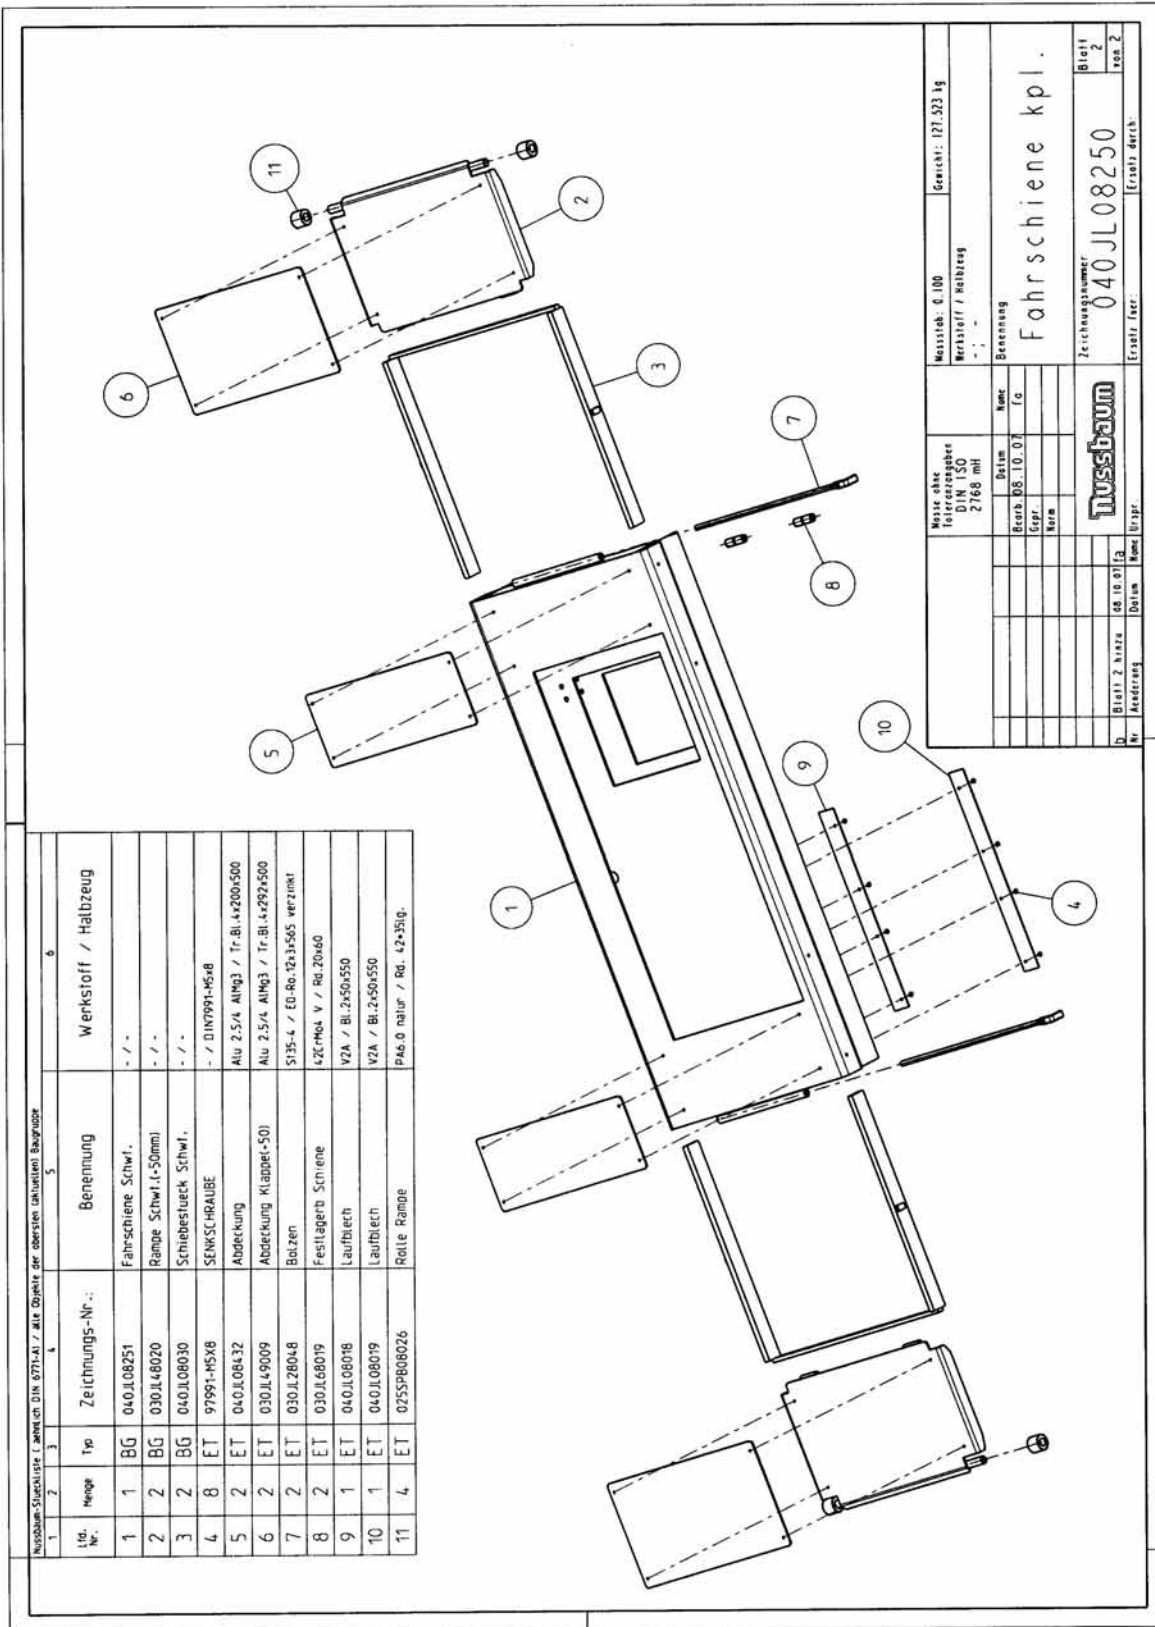 Nussbaum-Stueckliste ( aehnlich DIN 6771-A) / alle Objekte der obersten (aktuellen) Baugruppe
1 2 3 4 5 6
Lfd. Nr. Menge Typ Zeichnungs-Nr.: Benennung Werkstoff / Halbzeug
1 1 BG 040JL08251 Fahrschiene Schwf. - / -
2 2 BG 030JL48020 Rampe Schwf.(-50mm) - / -
3 2 BG 040JL08030 Schiebestueck Schwf. - / -
4 8 ET 97991-M5X8 SENKSCHRAUBE - / DIN7991-M5x8
5 2 ET 040JL08432 Abdeckung Alu 2.5/4 AlMg3 / Tr.Bl.4x200x500
6 2 ET 030JL49009 Abdeckung Klappe(-50) Alu 2.5/4 AlMg3 / Tr.Bl.4x292x500
7 2 ET 030JL28048 Bolzen St35-4 / EO-Ro.12x3x565 verzinkt
8 2 ET 030JL68019 Festlagerb Schiene 42CrMo4 V / Rd.20x60
9 1 ET 040JL08018 Laufblech V2A / Bl.2x50x550
10 1 ET 040JL08019 Laufblech V2A / Bl.2x50x550
11 4 ET 025SPB08026 Rolle Rampe PA6.0 natur / Rd. 42*35lg.
11
6
2
5
3
1
7
8
9
10
4
Masse ohne
Toleranzangaben
DIN ISO
2768 mH
Massstab: 0.100
Gewicht: 127.523 kg
Werkstoff / Halbzeug
- ; -
Datum Name
Bearb. 08.10.07 fa
Gepr.
Norm
Benennung
Fahrschiene kpl.
Nussbaum
Zeichnungsnummer
040JL08250
Blatt
2
von 2
b Blatt 2 hinzu 08.10.07 fa
Nr Aenderung Datum Name Urspr.
Ersatz fuer:
Ersatz durch: